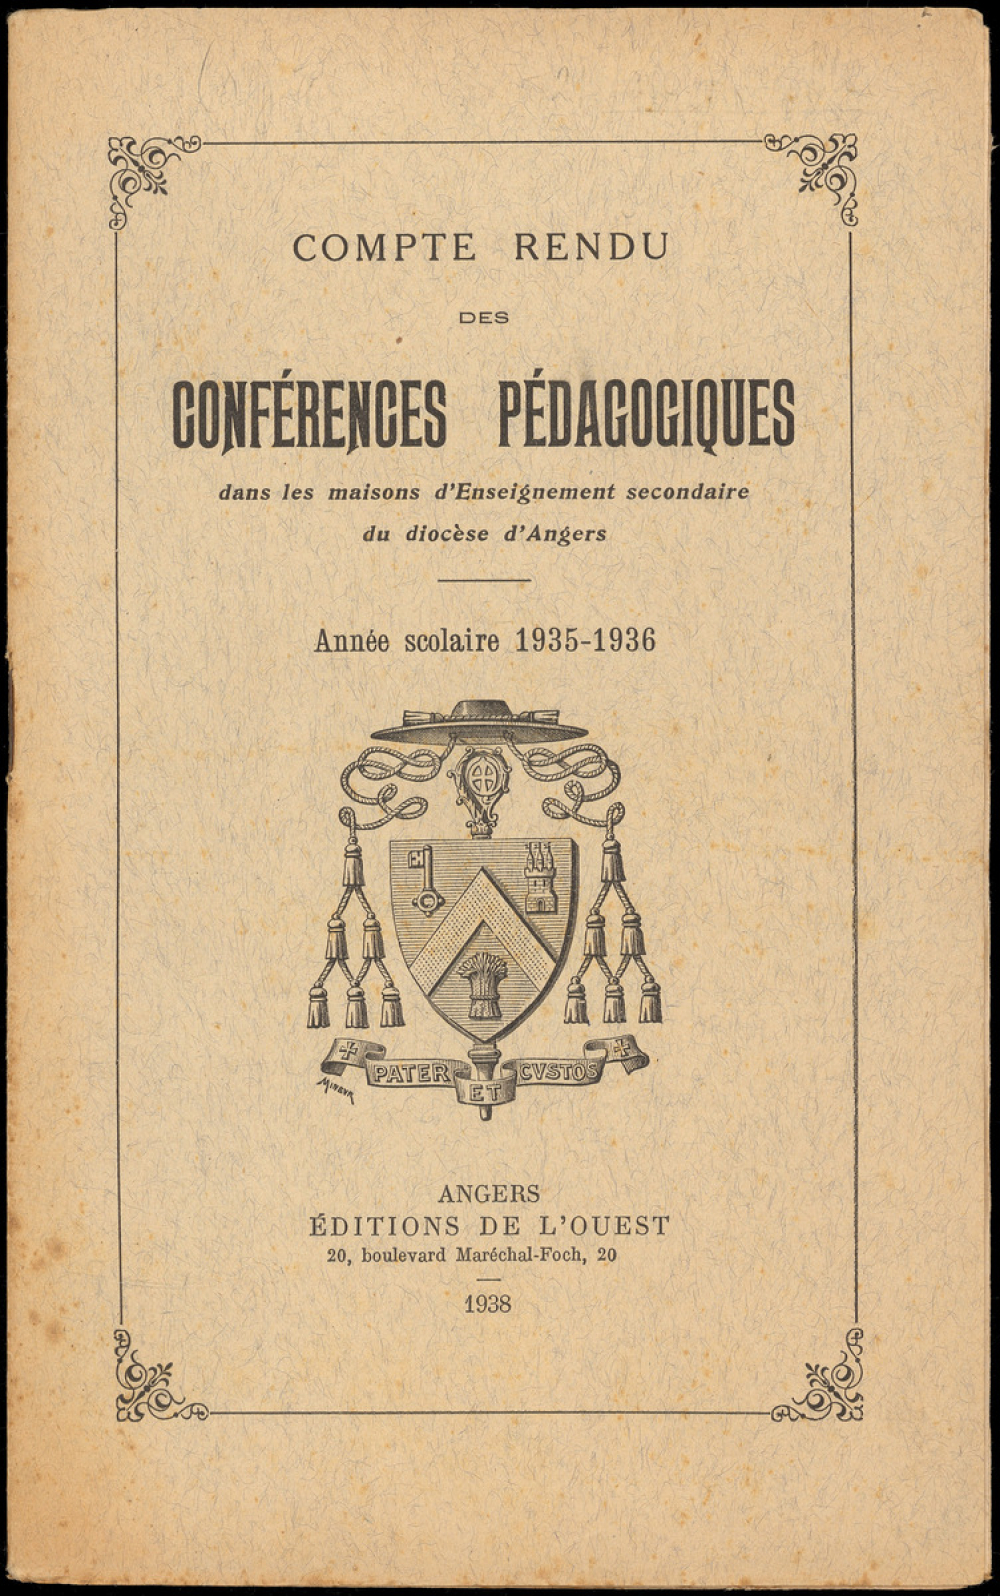 COMPTE RENDU
DES
CONFÉRENCES PÉDAGOGIQUES
dans les maisons d'Enseignement secondaire
du diocèse d'Angers
Année scolaire 1935-1936
PATER ET CVSTOS
MINEUR
ANGERS
ÉDITIONS DE L'OUEST
20, boulevard Maréchal-Foch, 20
1938